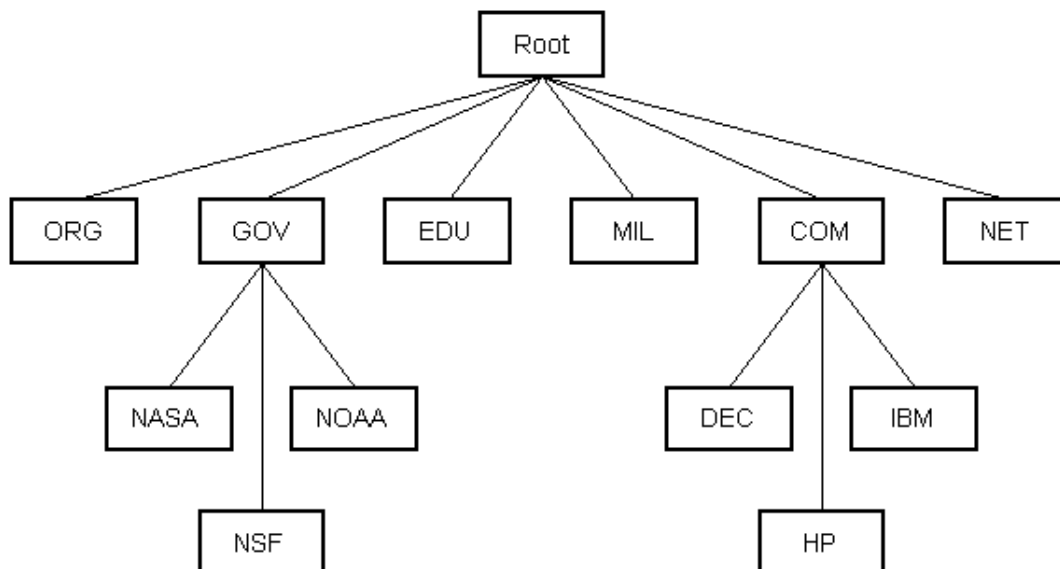 Root
ORG GOV EDU MIL COM NET
NASA NOAA DEC IBM
NSF HP